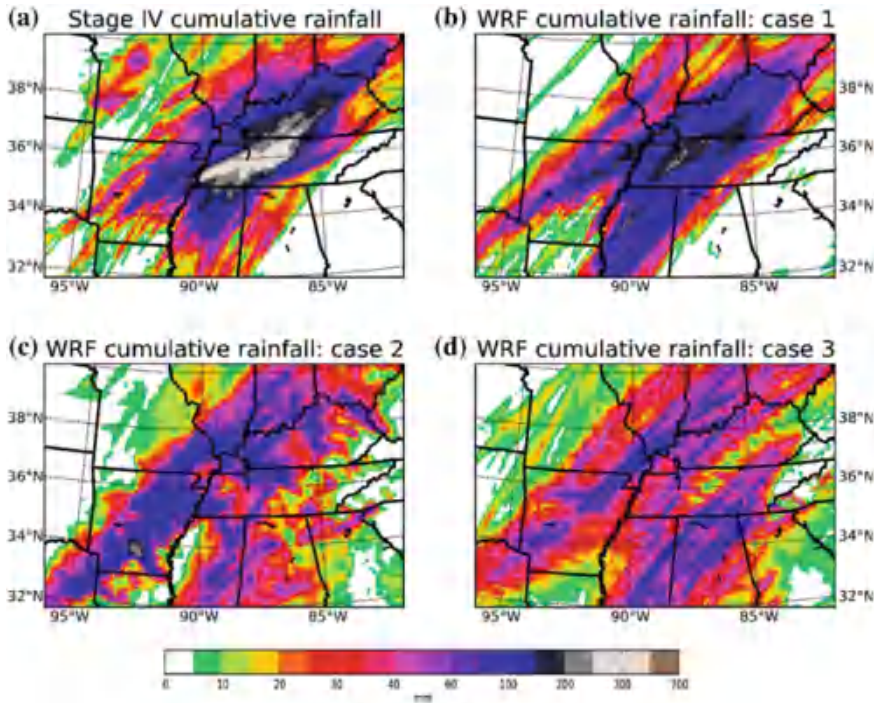 (a) Stage IV cumulative rainfall
(b) WRF cumulative rainfall: case 1
38°N
36°N
34°N
32°N
95°W 90°W 85°W
38°N
36°N
34°N
32°N
95°W 90°W 85°W
(c) WRF cumulative rainfall: case 2
(d) WRF cumulative rainfall: case 3
38°N
36°N
34°N
32°N
95°W 90°W 85°W
38°N
36°N
34°N
32°N
95°W 90°W 85°W
0 10 20 30 40 60 100 200 300 700
mm